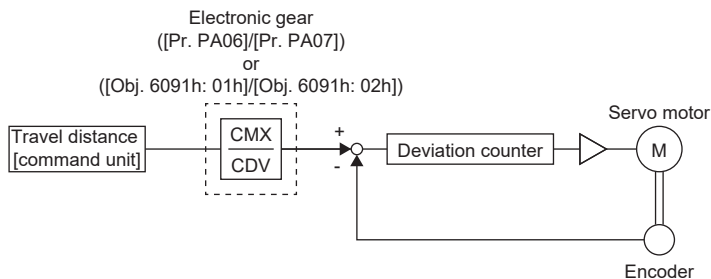 Electronic gear
([Pr. PA06]/[Pr. PA07])
or
([Obj. 6091h: 01h]/[Obj. 6091h: 02h])
Servo motor
Travel distance
[command unit]
CMX
CDV
+
-
Deviation counter
M
Encoder